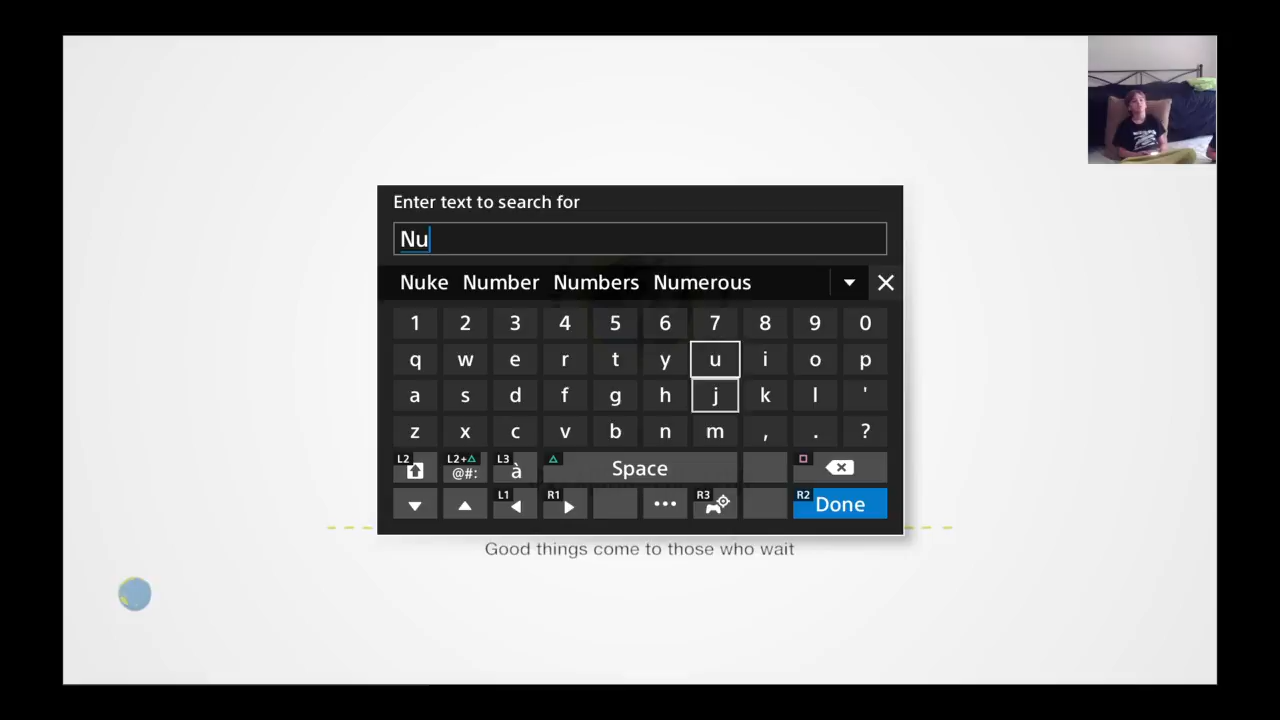 Enter text to search for
Nu
Nuke Number Numbers Numerous
1 2 3 4 5 6 7 8 9 0
q w e r t y u i o p
a s d f g h j k l '
z x c v b n m , . ?
L2 L2+△ @#: L3 à △ Space □
L1 R1 ... R3 R2 Done
Good things come to those who wait